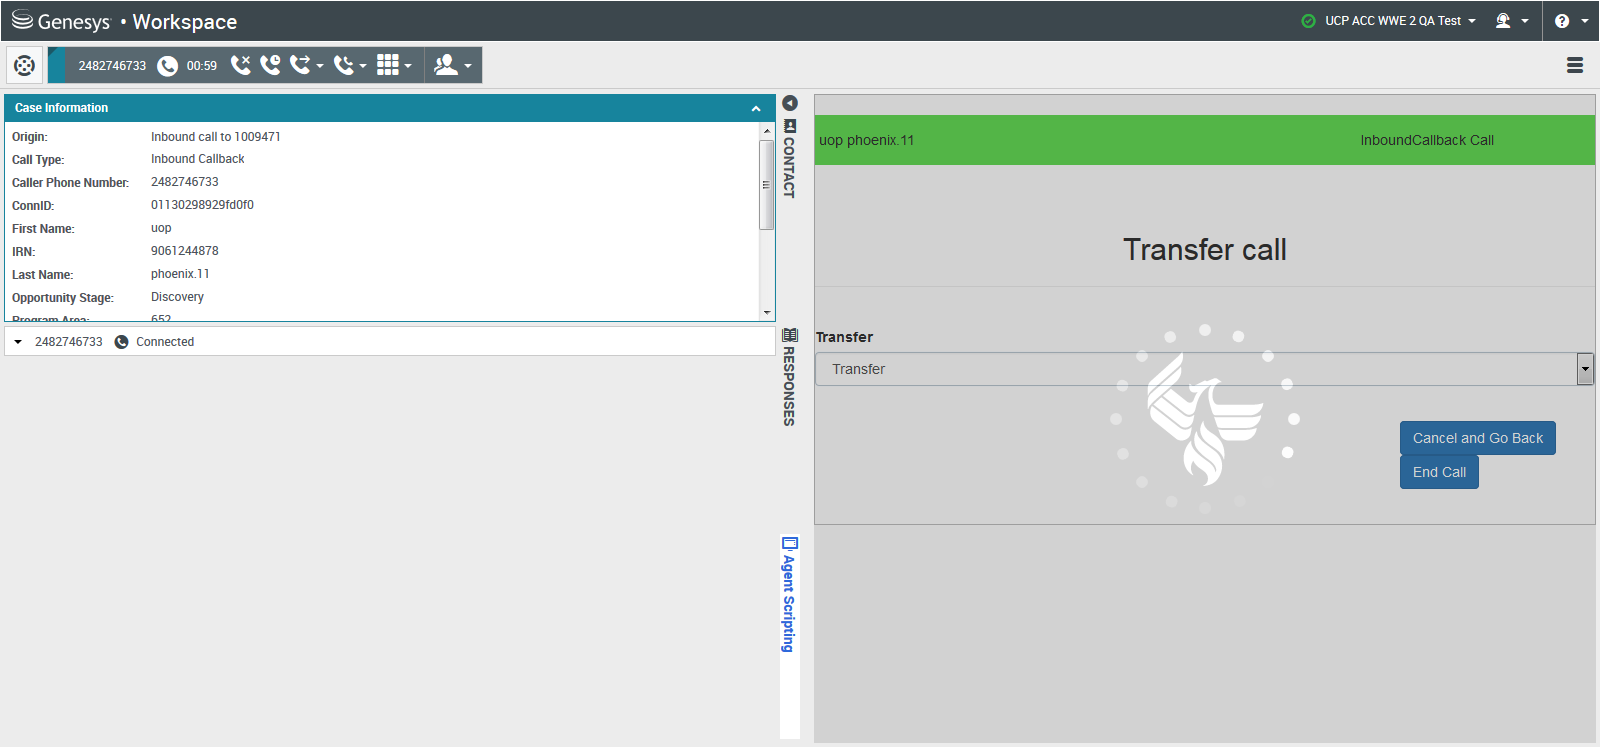 Genesys • Workspace
UCP ACC WWE 2 QA Test
?
2482746733 00:59
Case Information
Origin: Inbound call to 1009471
Call Type: Inbound Callback
Caller Phone Number: 2482746733
ConnID: 01130298929fd0f0
First Name: uop
IRN: 9061244878
Last Name: phoenix.11
Opportunity Stage: Discovery
Program Area: 652
2482746733 Connected
CONTACT
RESPONSES
Agent Scripting
uop phoenix.11 InboundCallback Call
Transfer call
Transfer
Transfer
Cancel and Go Back
End Call